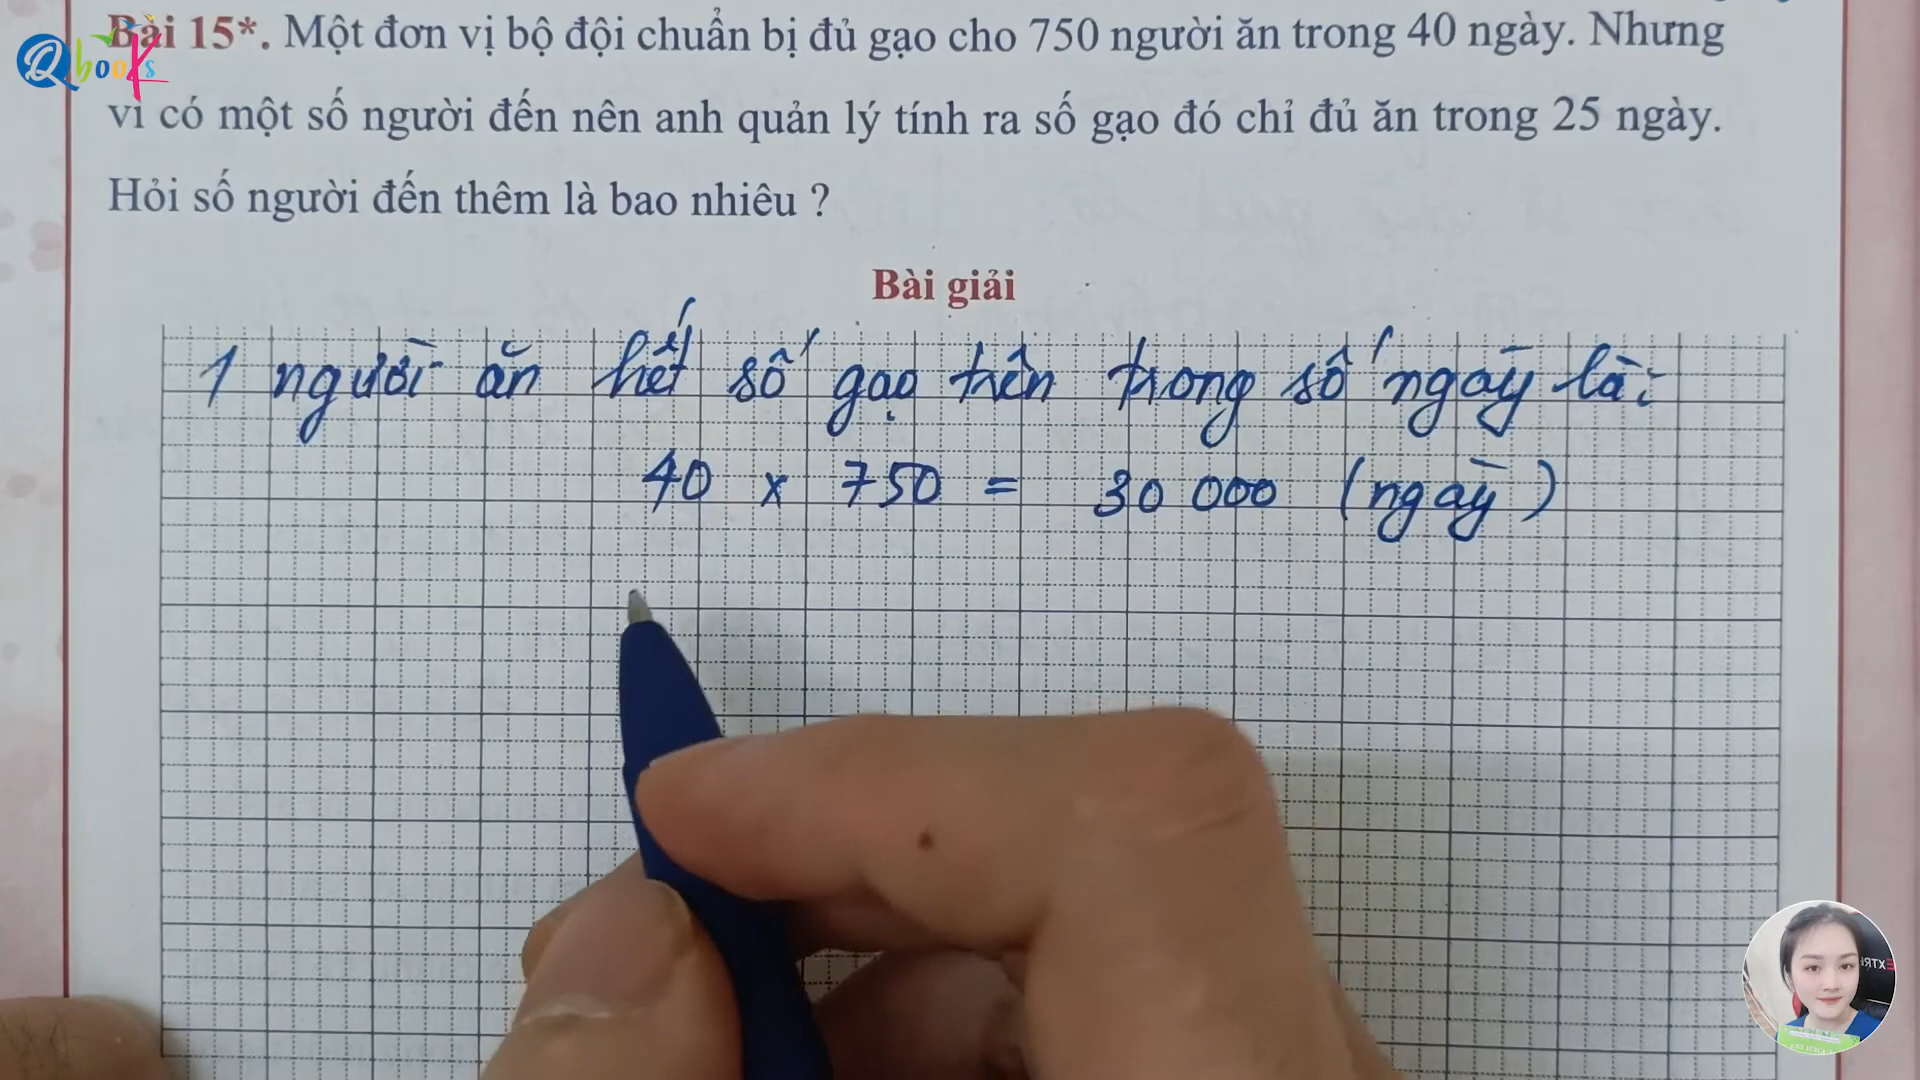 Qbooks
Bài 15*. Một đơn vị bộ đội chuẩn bị đủ gạo cho 750 người ăn trong 40 ngày. Nhưng
vì có một số người đến nên anh quản lý tính ra số gạo đó chỉ đủ ăn trong 25 ngày.
Hỏi số người đến thêm là bao nhiêu ?
Bài giải
1 người ăn hết số gạo trên trong số ngày là:
40 x 750 = 30 000 (ngày)